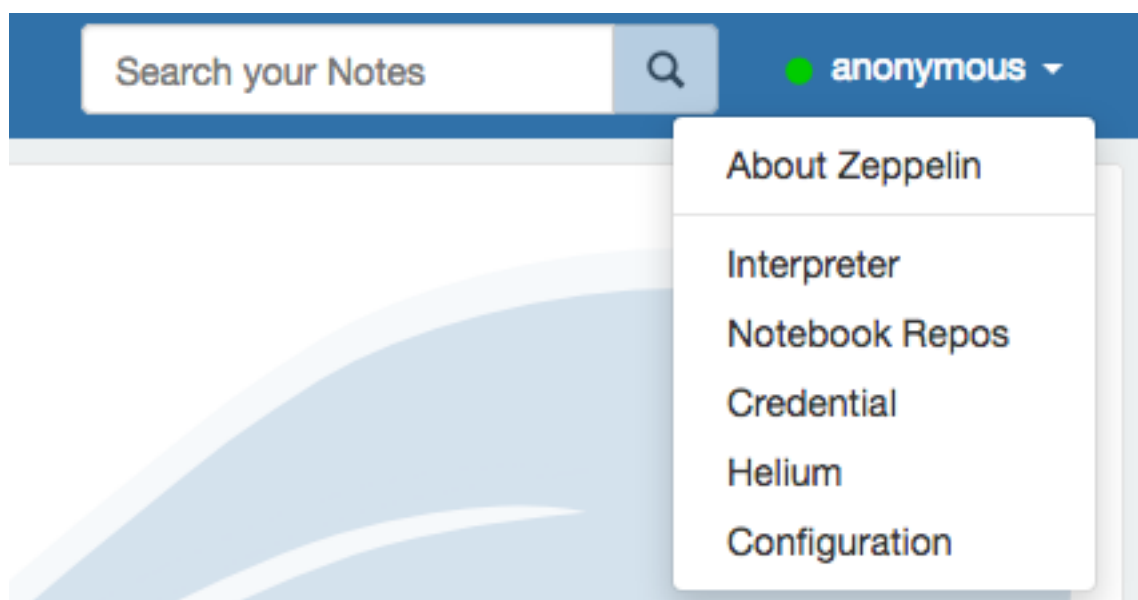 Search your Notes
anonymous
About Zeppelin
Interpreter
Notebook Repos
Credential
Helium
Configuration